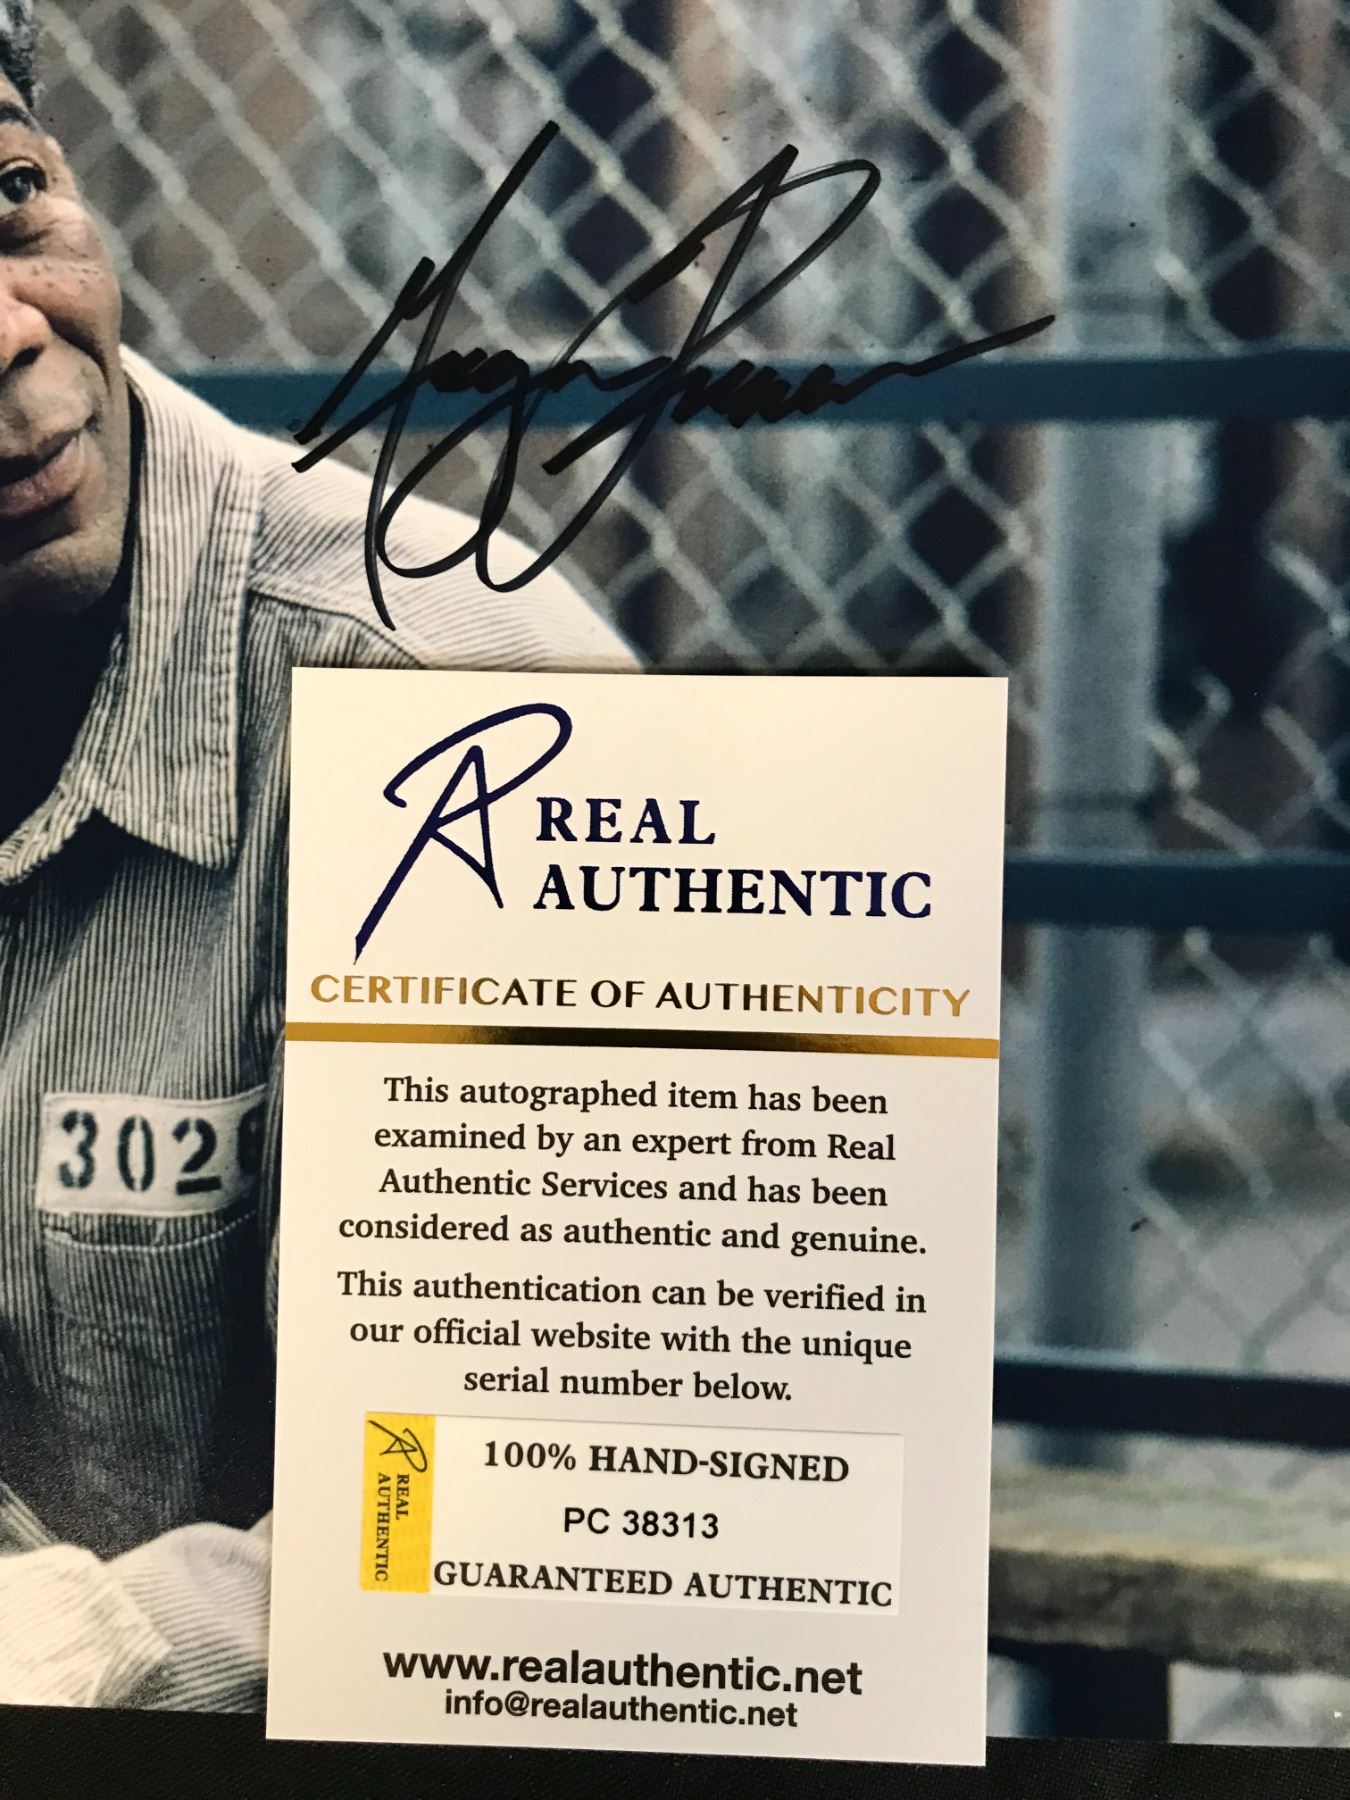 REAL
AUTHENTIC
CERTIFICATE OF AUTHENTICITY
302
This autographed item has been
examined by an expert from Real
Authentic Services and has been
considered as authentic and genuine.
This authentication can be verified in
our official website with the unique
serial number below.
REAL
AUTHENTIC
100% HAND-SIGNED
PC 38313
GUARANTEED AUTHENTIC
www.realauthentic.net
info@realauthentic.net